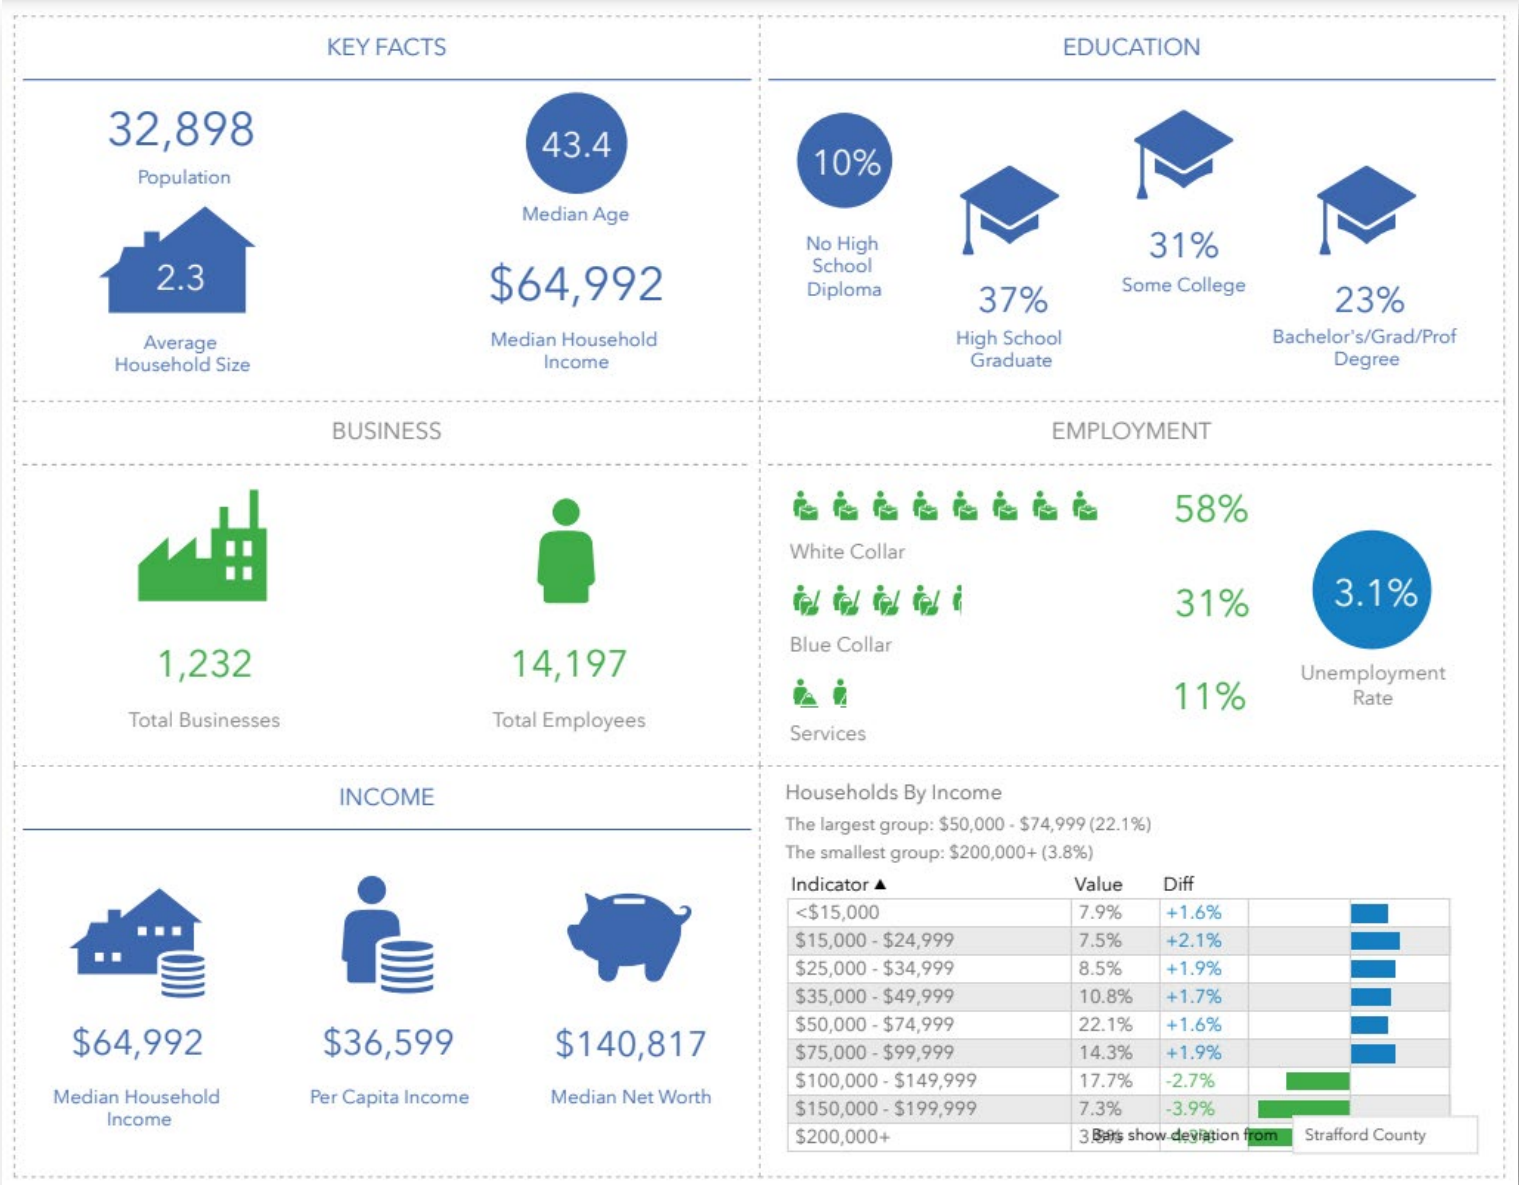 KEY FACTS
32,898
Population
43.4
Median Age
2.3
Average
Household Size
$64,992
Median Household
Income
EDUCATION
10%
No High
School
Diploma
37%
High School
Graduate
31%
Some College
23%
Bachelor's/Grad/Prof
Degree
BUSINESS
1,232
Total Businesses
14,197
Total Employees
EMPLOYMENT
58%
White Collar
31%
Blue Collar
11%
Services
3.1%
Unemployment
Rate
INCOME
$64,992
Median Household
Income
$36,599
Per Capita Income
$140,817
Median Net Worth
Households By Income
The largest group: $50,000 - $74,999 (22.1%)
The smallest group: $200,000+ (3.8%)
Indicator ▲ Value Diff
<$15,000 7.9% +1.6%
$15,000 - $24,999 7.5% +2.1%
$25,000 - $34,999 8.5% +1.9%
$35,000 - $49,999 10.8% +1.7%
$50,000 - $74,999 22.1% +1.6%
$75,000 - $99,999 14.3% +1.9%
$100,000 - $149,999 17.7% -2.7%
$150,000 - $199,999 7.3% -3.9%
$200,000+
Bars show deviation from Strafford County